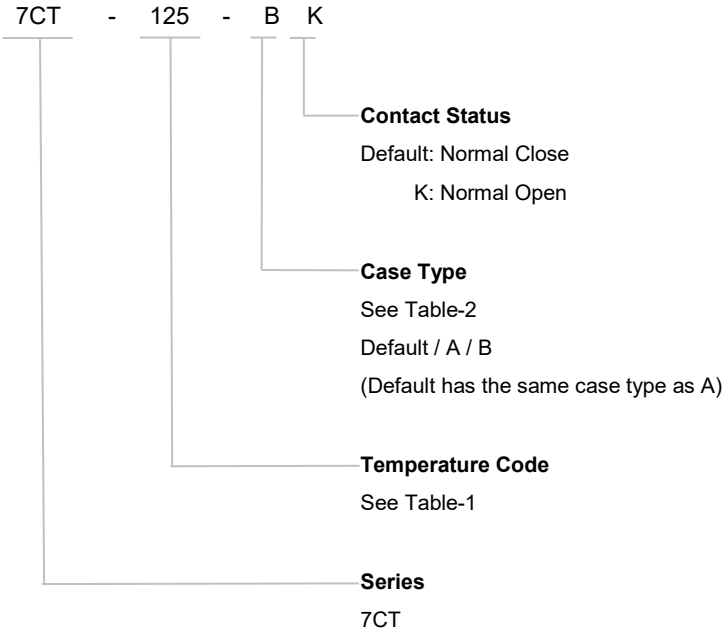 7CT - 125 - B K
Contact Status
Default: Normal Close
K: Normal Open
Case Type
See Table-2
Default / A / B
(Default has the same case type as A)
Temperature Code
See Table-1
Series
7CT